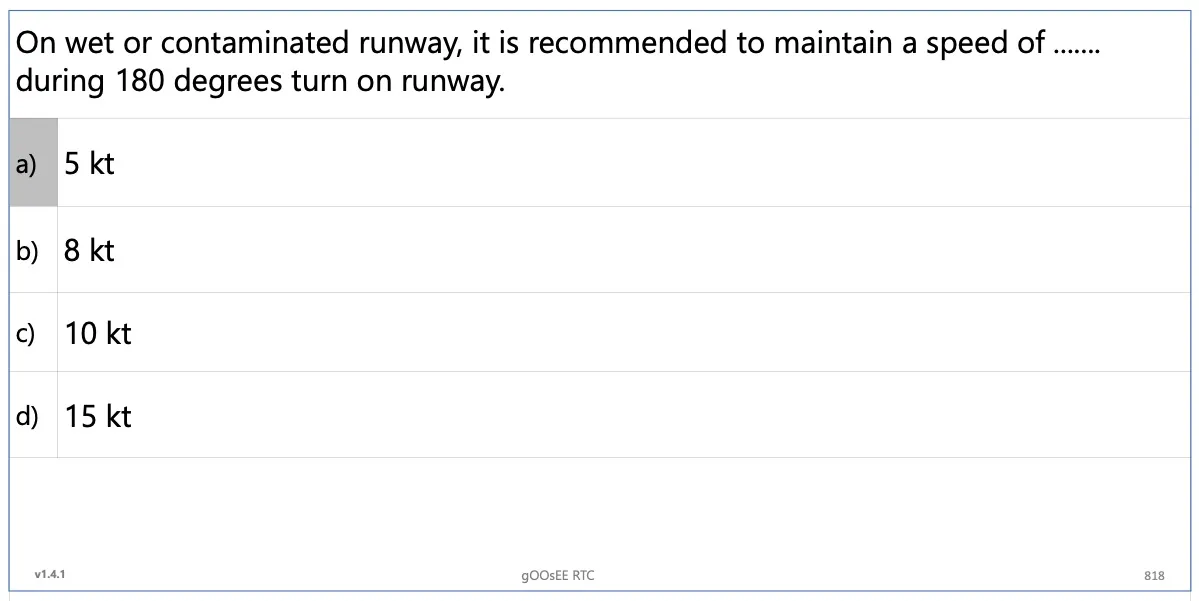 On wet or contaminated runway, it is recommended to maintain a speed of .......
during 180 degrees turn on runway.
a) 5 kt
b) 8 kt
c) 10 kt
d) 15 kt
v1.4.1 gOOsEE RTC 818